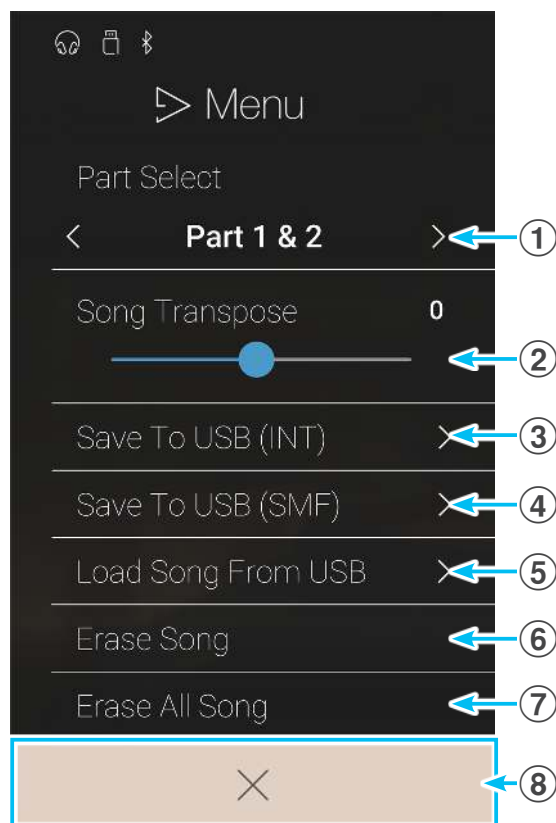 Menu
Part Select
Part 1 & 2 1
Song Transpose 0
2
Save To USB (INT) 3
Save To USB (SMF) 4
Load Song From USB 5
Erase Song 6
Erase All Song 7
8